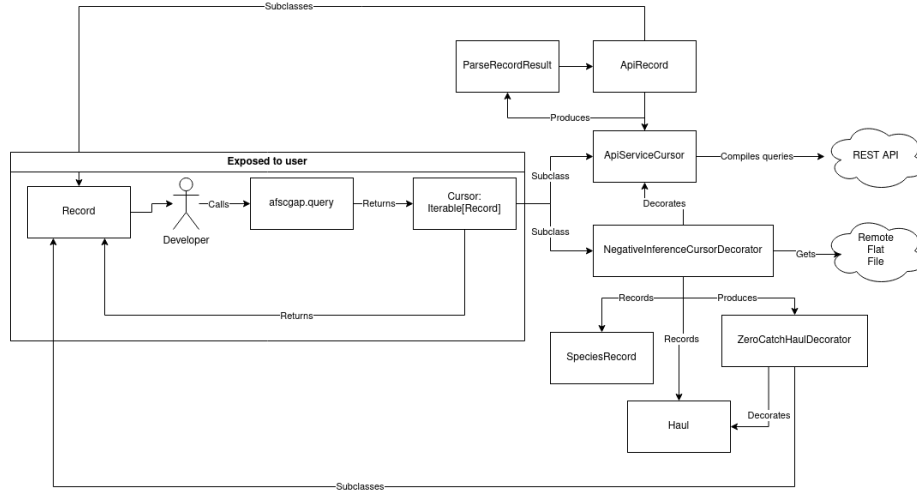 Subclasses
ParseRecordResult
ApiRecord
Produces
Exposed to user
ApiServiceCursor
Compiles queries
REST API
Subclass
Record
Calls
afscgap.query
Returns
Cursor:
Iterable[Record]
Decorates
Developer
Subclass
NegativeInferenceCursorDecorator
Gets
Remote
Flat
File
Records
Produces
Returns
Records
ZeroCatchHaulDecorator
SpeciesRecord
Haul
Decorates
Subclasses